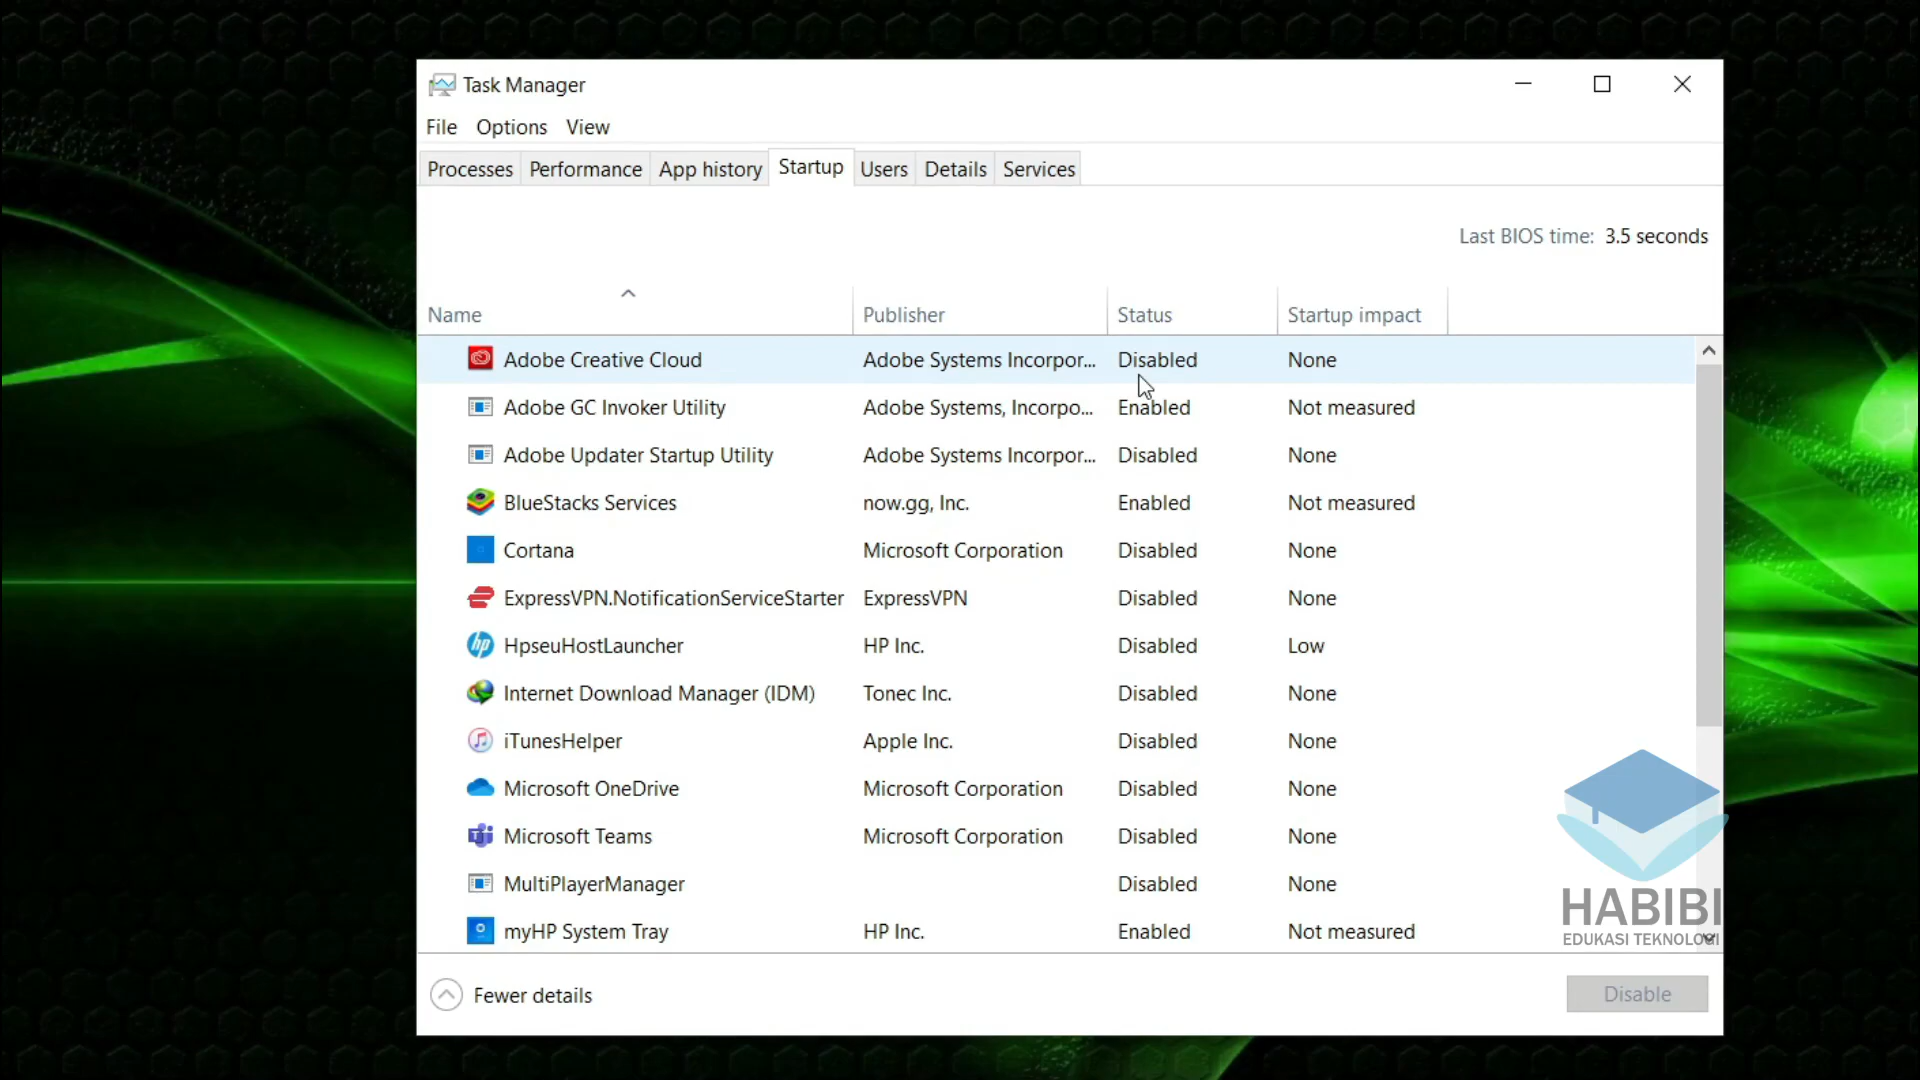 Task Manager
File Options View
Processes Performance App history Startup Users Details Services
Last BIOS time: 3.5 seconds
Name Publisher Status Startup impact
Adobe Creative Cloud Adobe Systems Incorpor... Disabled None
Adobe GC Invoker Utility Adobe Systems, Incorpo... Enabled Not measured
Adobe Updater Startup Utility Adobe Systems Incorpor... Disabled None
BlueStacks Services now.gg, Inc. Enabled Not measured
Cortana Microsoft Corporation Disabled None
ExpressVPN.NotificationServiceStarter ExpressVPN Disabled None
HpseuHostLauncher HP Inc. Disabled Low
Internet Download Manager (IDM) Tonec Inc. Disabled None
iTunesHelper Apple Inc. Disabled None
Microsoft OneDrive Microsoft Corporation Disabled None
Microsoft Teams Microsoft Corporation Disabled None
MultiPlayerManager Disabled None
myHP System Tray HP Inc. Enabled Not measured
HABIBI
EDUKASI TEKNOLOGI
Fewer details Disable